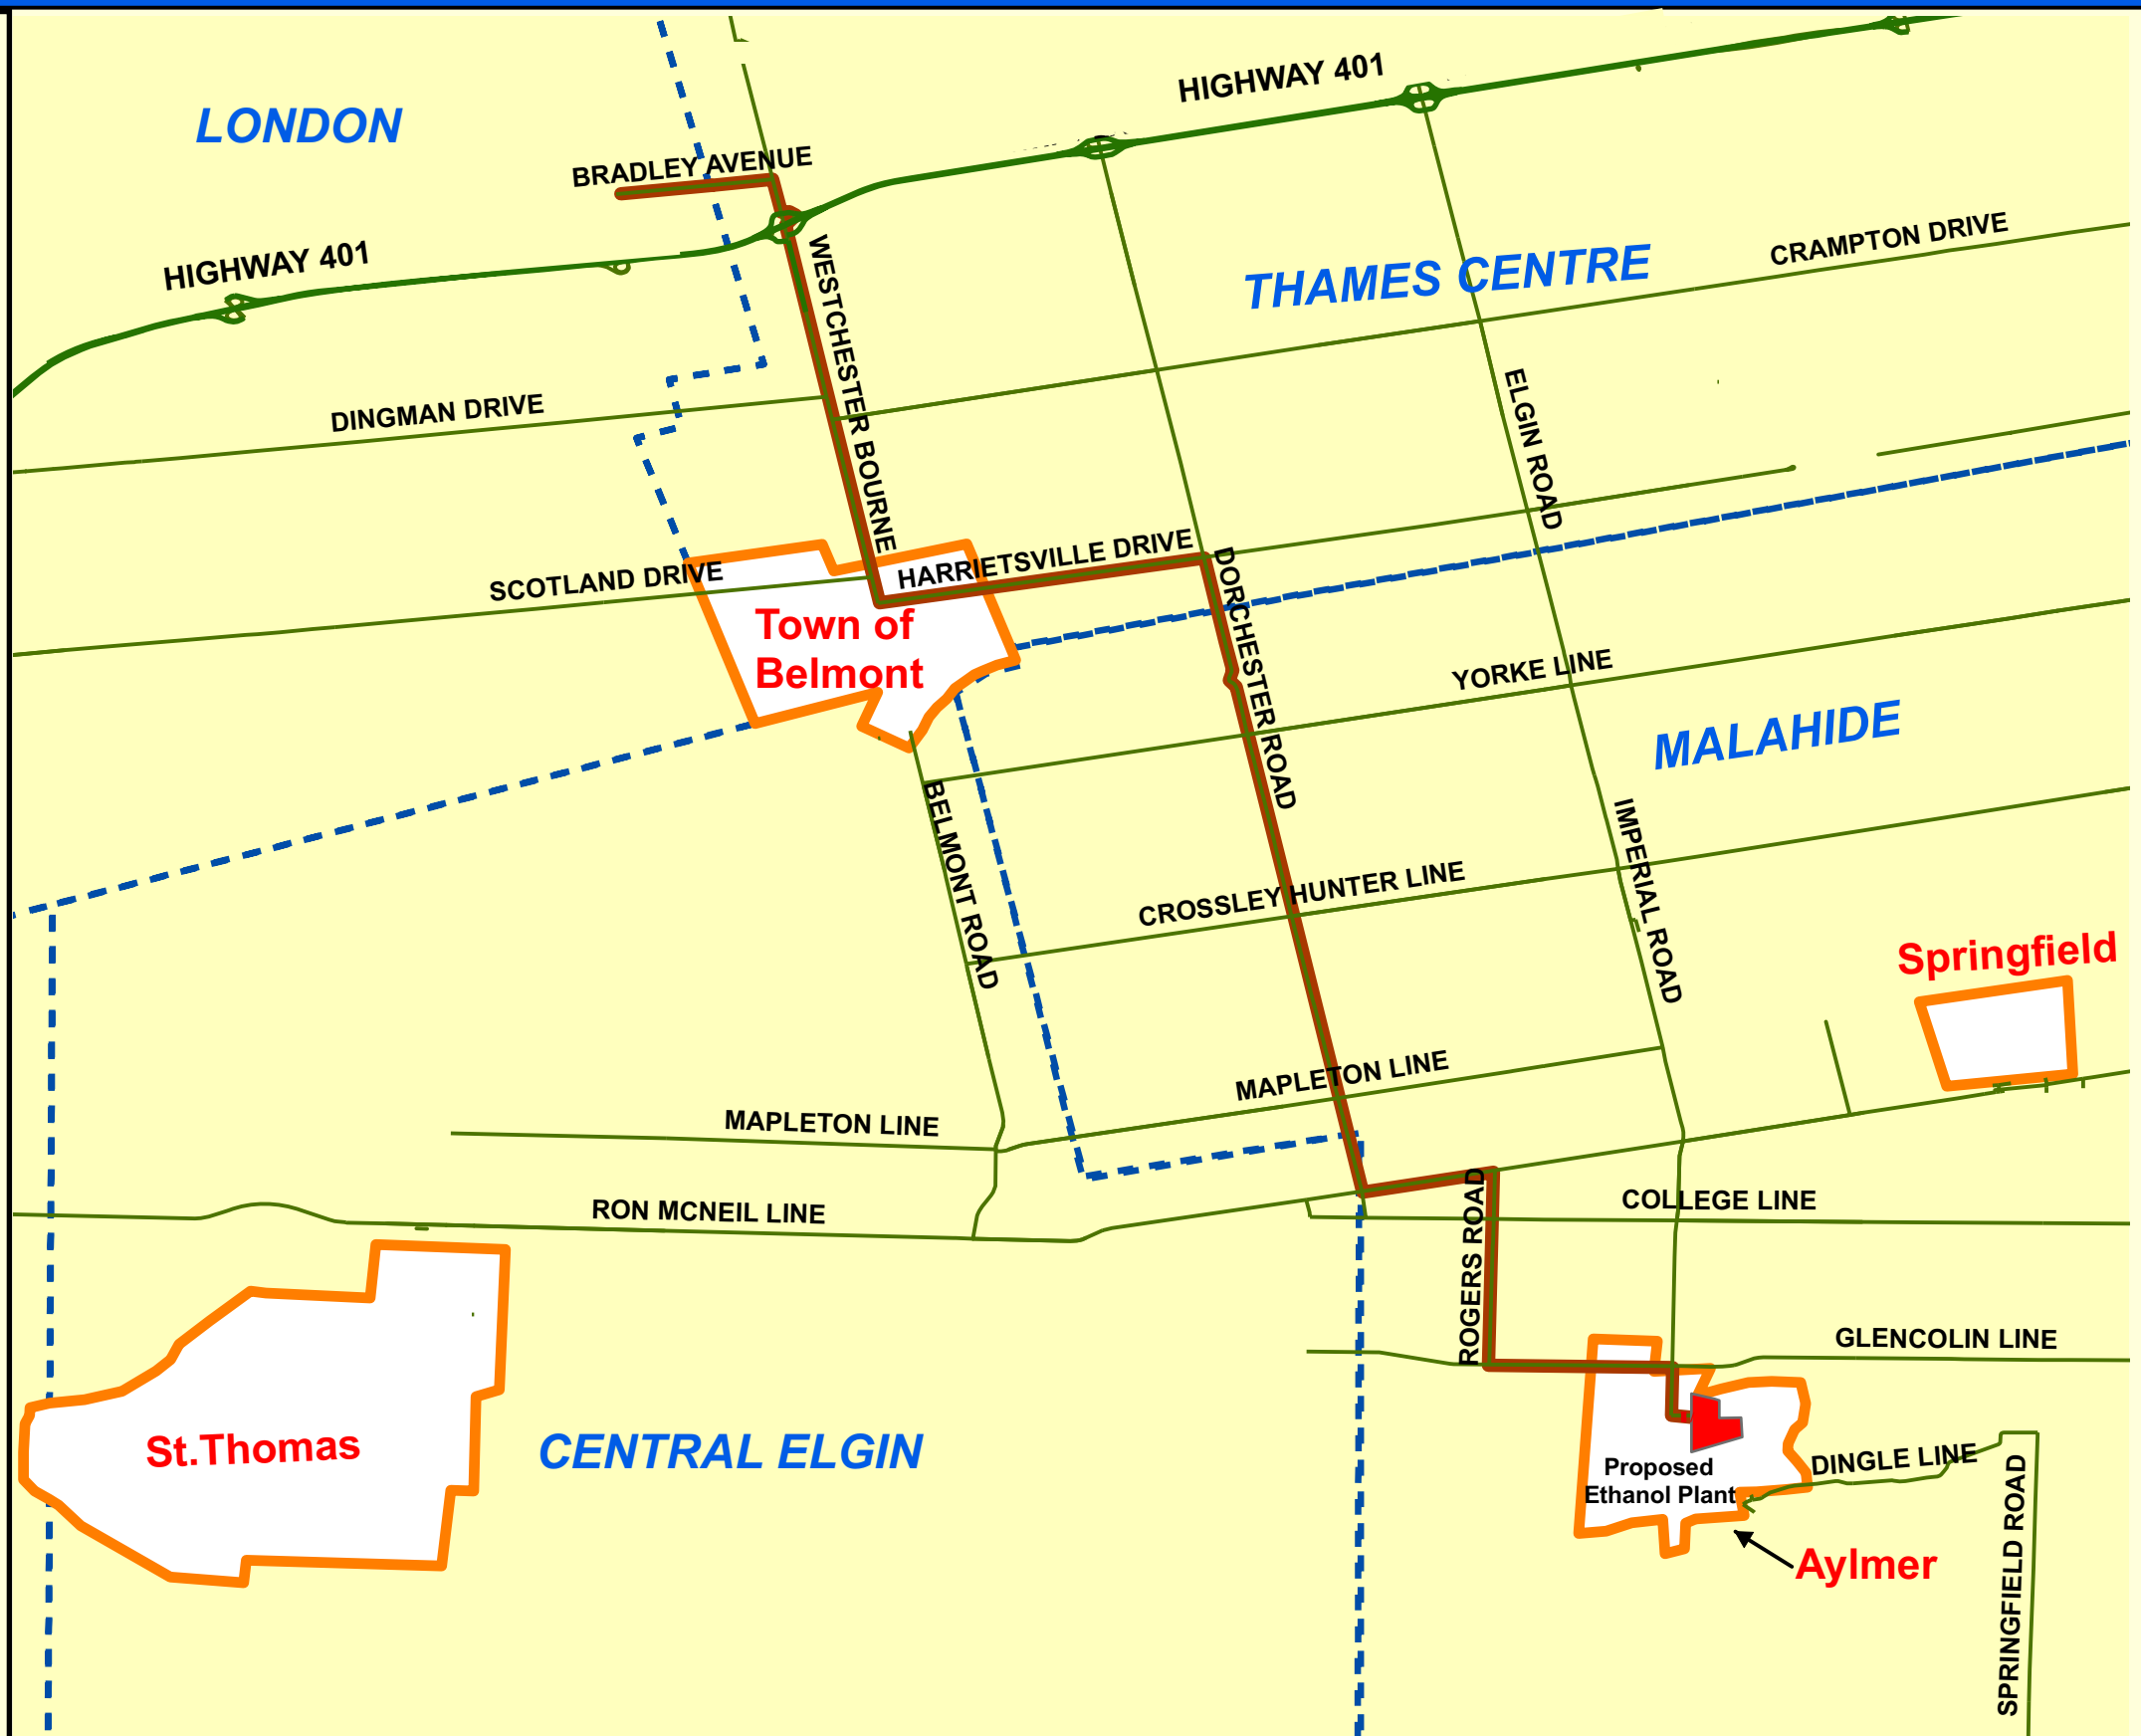 HIGHWAY 401
LONDON
BRADLEY AVENUE
HIGHWAY 401
WESTCHESTER BOURNE
THAMES CENTRE
CRAMPTON DRIVE
DINGMAN DRIVE
ELGIN ROAD
SCOTLAND DRIVE
HARRIETSVILLE DRIVE
DORCHESTER ROAD
Town of
Belmont
YORKE LINE
MALAHIDE
BELMONT ROAD
CROSSLEY HUNTER LINE
IMPERIAL ROAD
Springfield
MAPLETON LINE
MAPLETON LINE
RON MCNEIL LINE
COLLEGE LINE
ROGERS ROAD
GLENCOLIN LINE
St.Thomas
CENTRAL ELGIN
Proposed
Ethanol Plant
DINGLE LINE
SPRINGFIELD ROAD
Aylmer